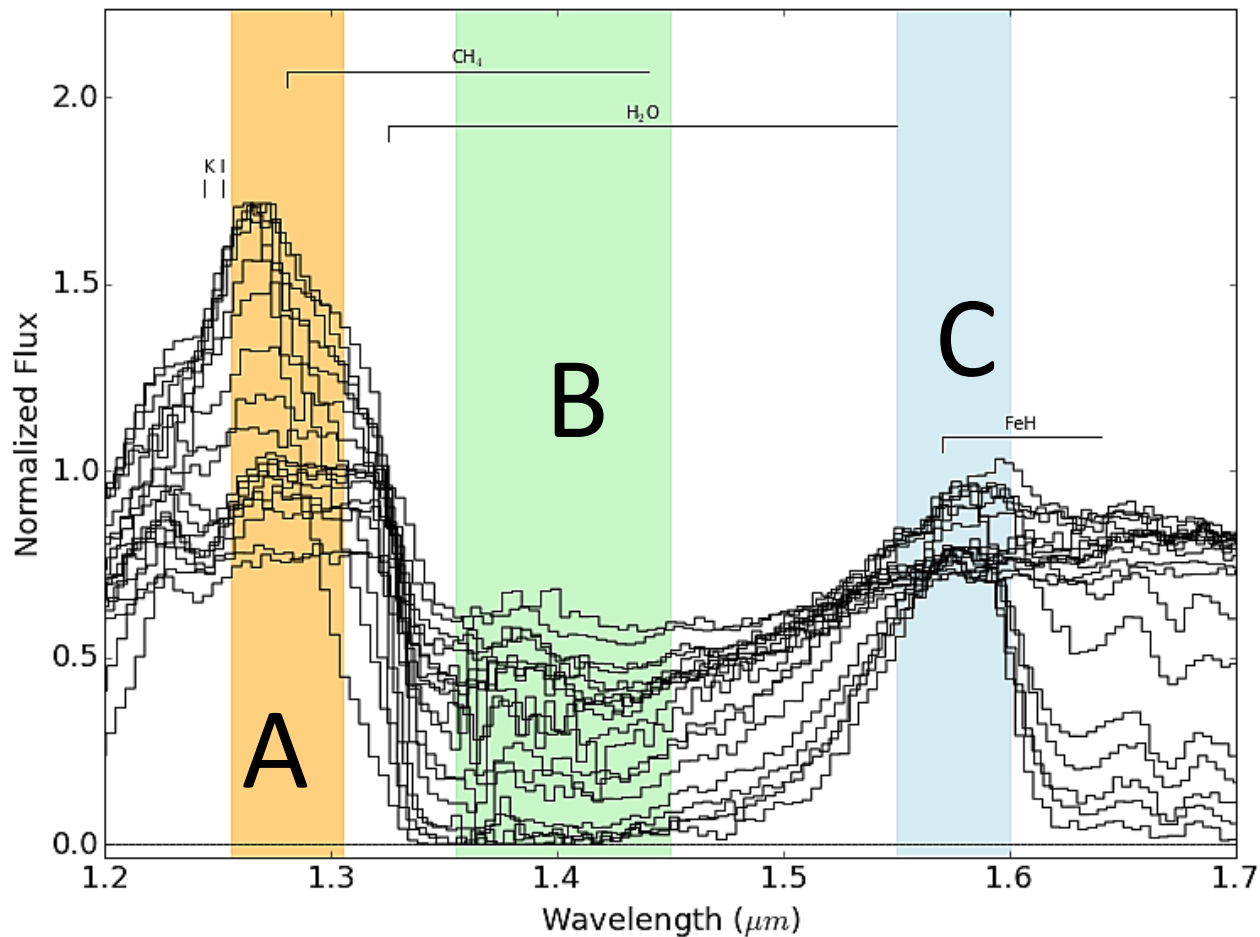 CH₄
H₂O
K I
FeH
A
B
C
2.0
1.5
1.0
0.5
0.0
1.2 1.3 1.4 1.5 1.6 1.7
Normalized Flux
Wavelength (μm)